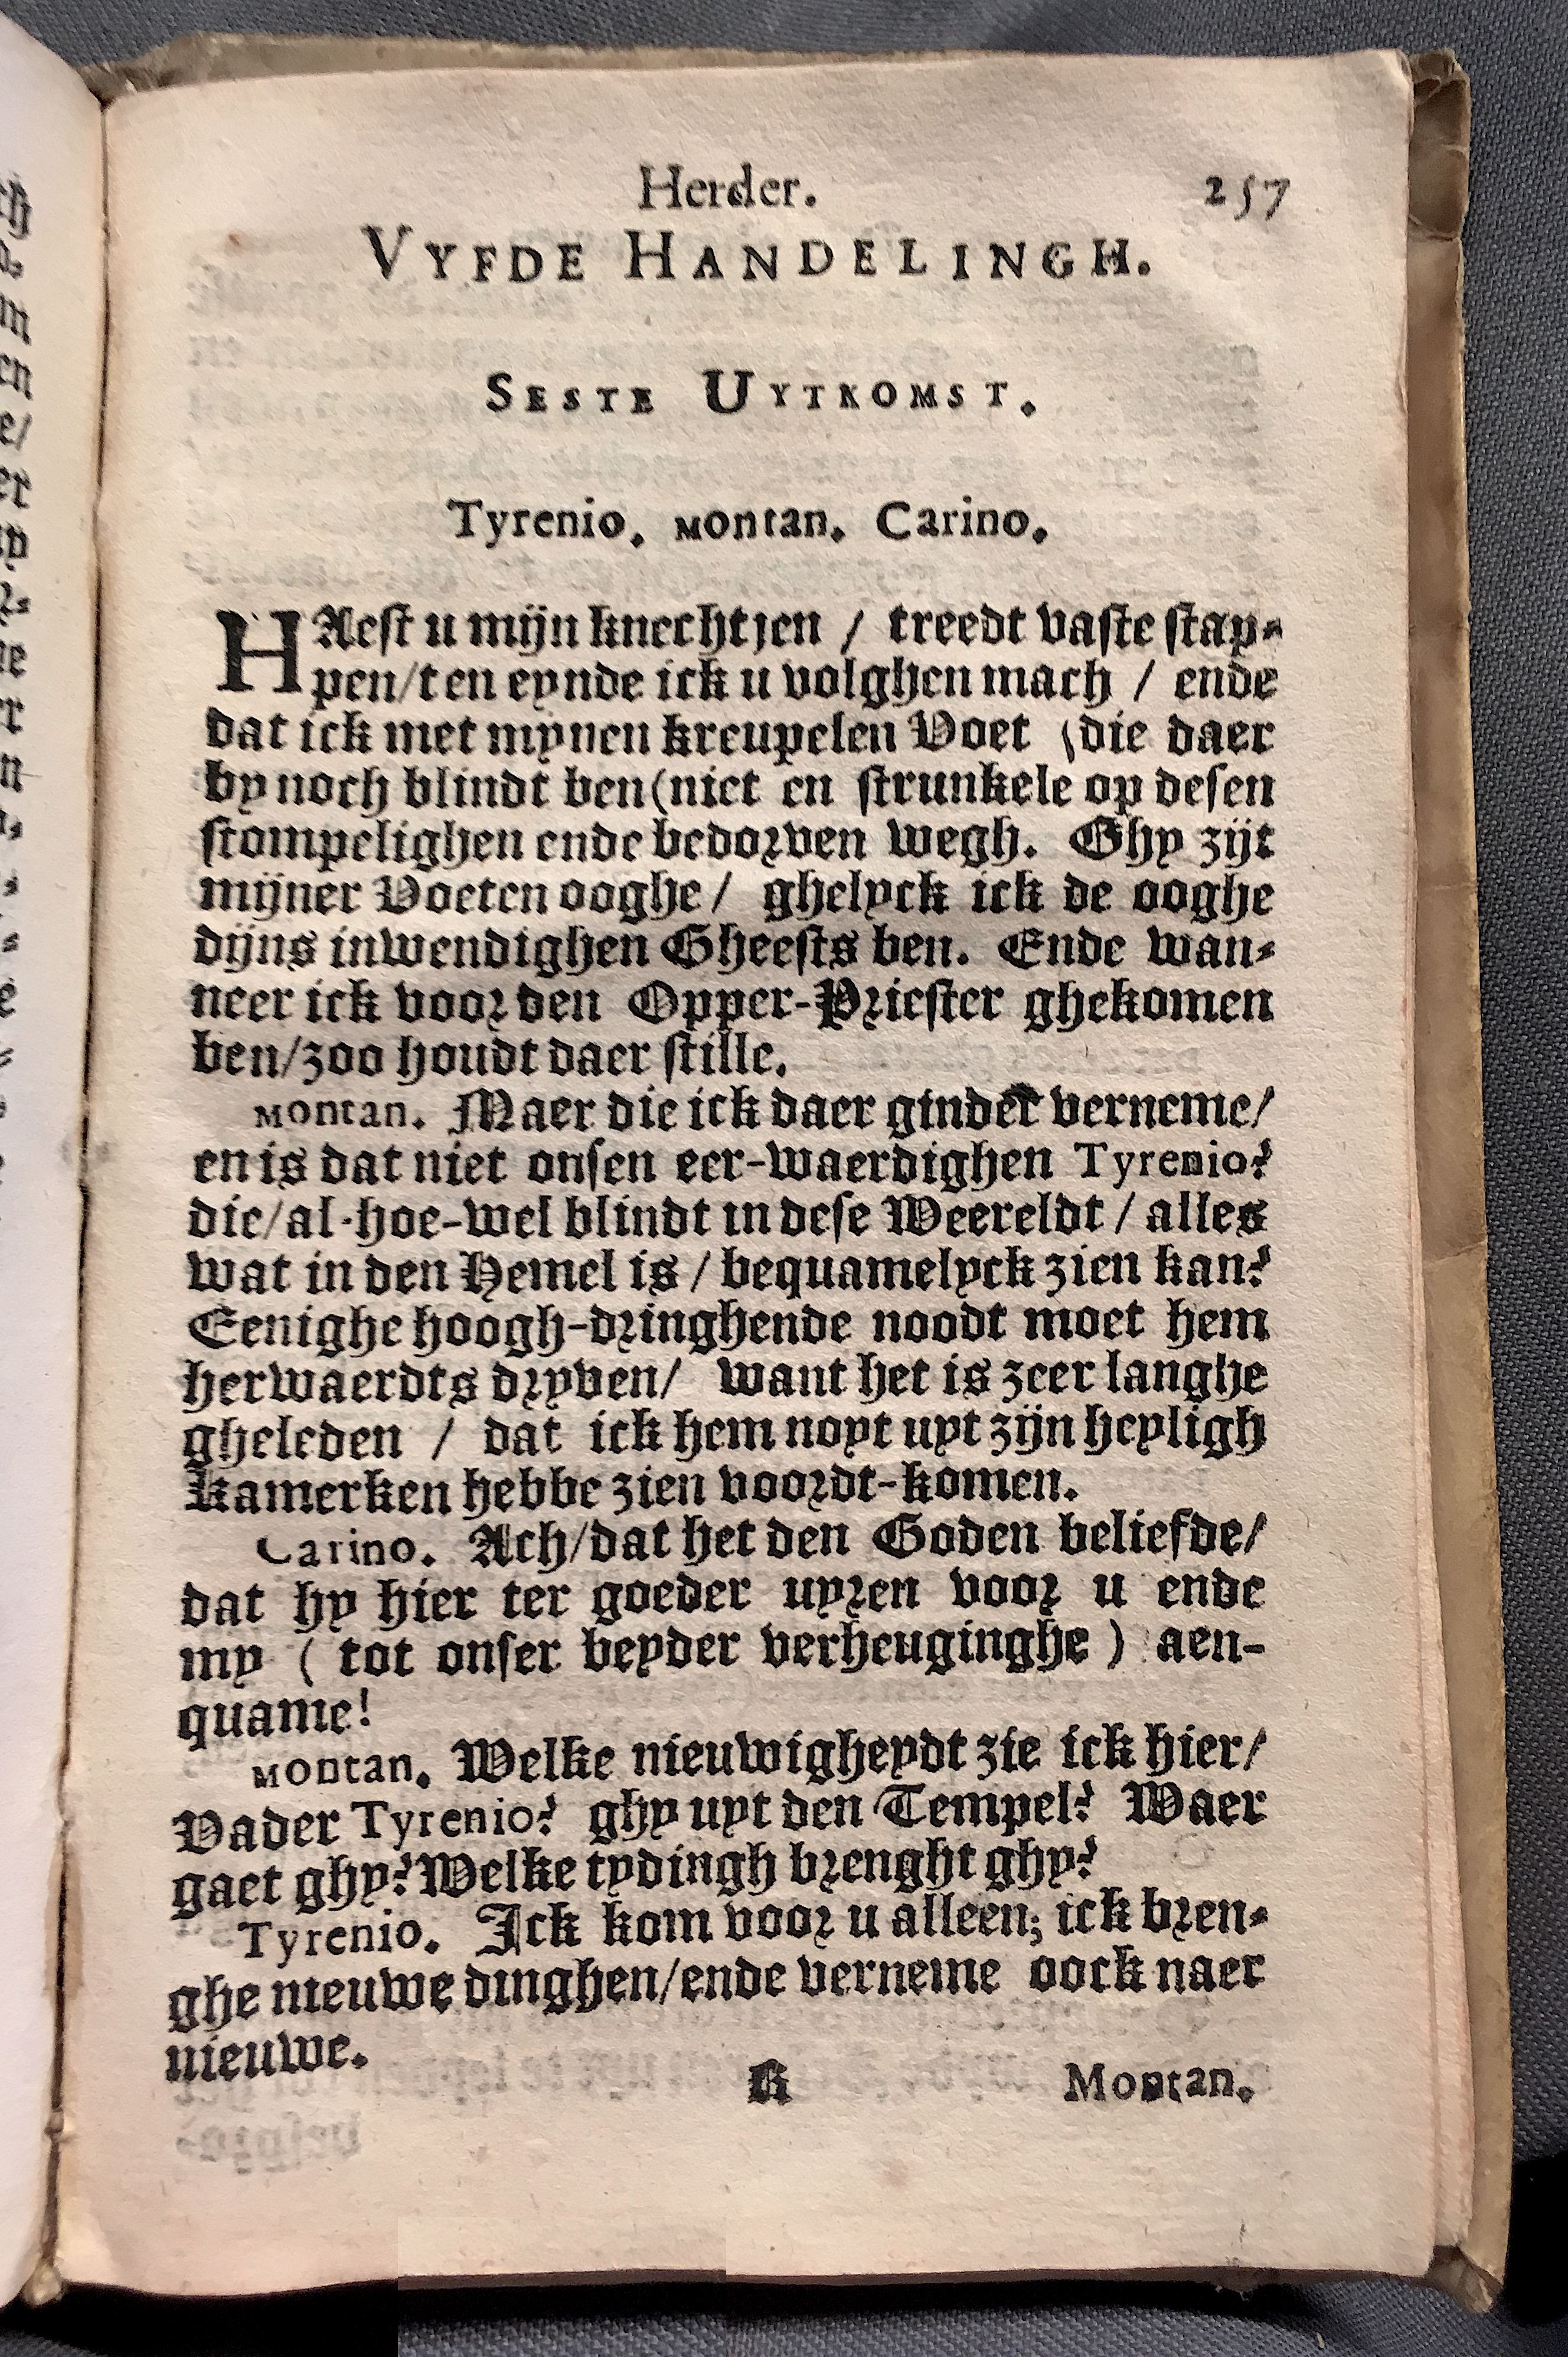 Herder. 257
VYFDE HANDELINGH.
SESTE UYTKOMST.
Tyrenio. Montan. Carino.
HAest u mijn knechtjen / treedt vaste stap-
pen/ten eynde ick u volghen mach / ende
dat ick met mynen kreupelen Voet (die daer
by noch blindt ben(niet en strunkele op desen
stompelighen ende bedorven wegh. Ghy zijt
mijner Voeten ooghe / ghelyck ick de ooghe
dijns inwendighen Gheests ben. Ende wan-
neer ick voor den Opper-Priester ghekomen
ben/zoo houdt daer stille.
Montan. Maer die ick daer ginder verneme/
en is dat niet onsen eer-waerdighen Tyrenio?
die/al-hoe-wel blindt in dese Weereldt / alles
wat in den Hemel is / bequamelyck zien kan?
Eenighe hoogh-dringhende noodt moet hem
herwaerdts dryven/ want het is zeer langhe
gheleden / dat ick hem noyt uyt zijn heyligh
kamerken hebbe zien voordt-komen.
Carino. Ach/dat het den Goden beliefde/
dat hy hier ter goeder uyren voor u ende
my ( tot onser beyder verheuginghe ) aen-
quame!
Montan. Welke nieuwigheydt zie ick hier/
Vader Tyrenio? ghy uyt den Tempel? Waer
gaet ghy? Welke tydingh brenght ghy?
Tyrenio. Ick kom voor u alleen; ick bren-
ghe nieuwe dinghen/ende verneme oock naer
nieuwe.
R Montan.